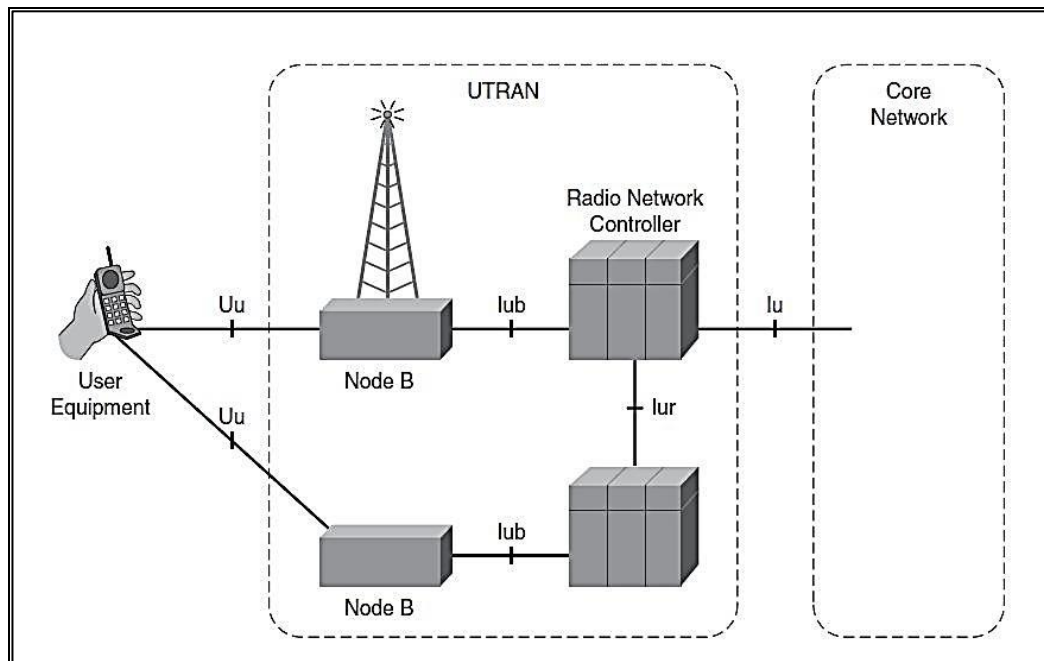 UTRAN
Core
Network
Radio Network
Controller
Uu
Iub
Iu
Node B
User
Equipment
Uu
Iur
Iub
Node B